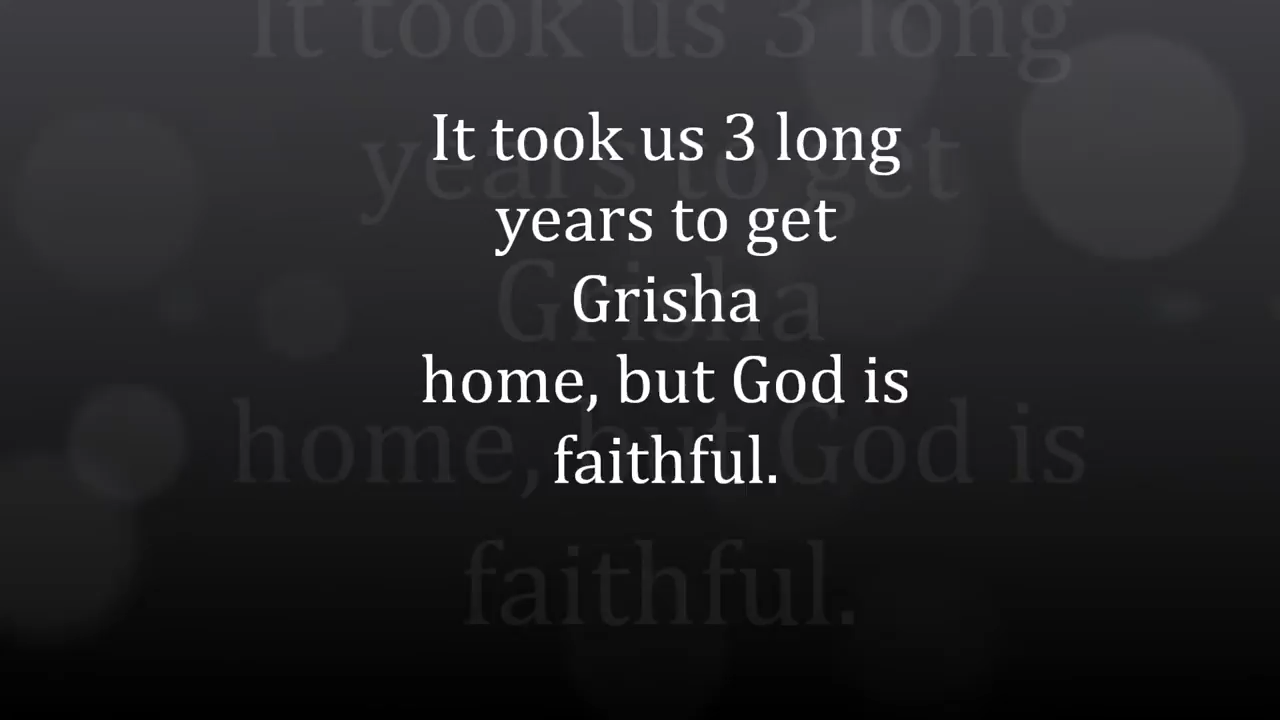 It took us 3 long
years to get
Grisha
home, but God is
faithful.